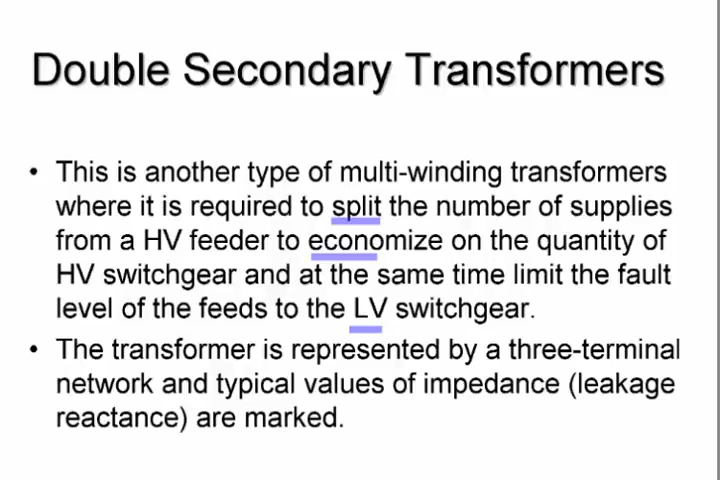 Double Secondary Transformers
• This is another type of multi-winding transformers
where it is required to split the number of supplies
from a HV feeder to economize on the quantity of
HV switchgear and at the same time limit the fault
level of the feeds to the LV switchgear.
• The transformer is represented by a three-terminal
network and typical values of impedance (leakage
reactance) are marked.